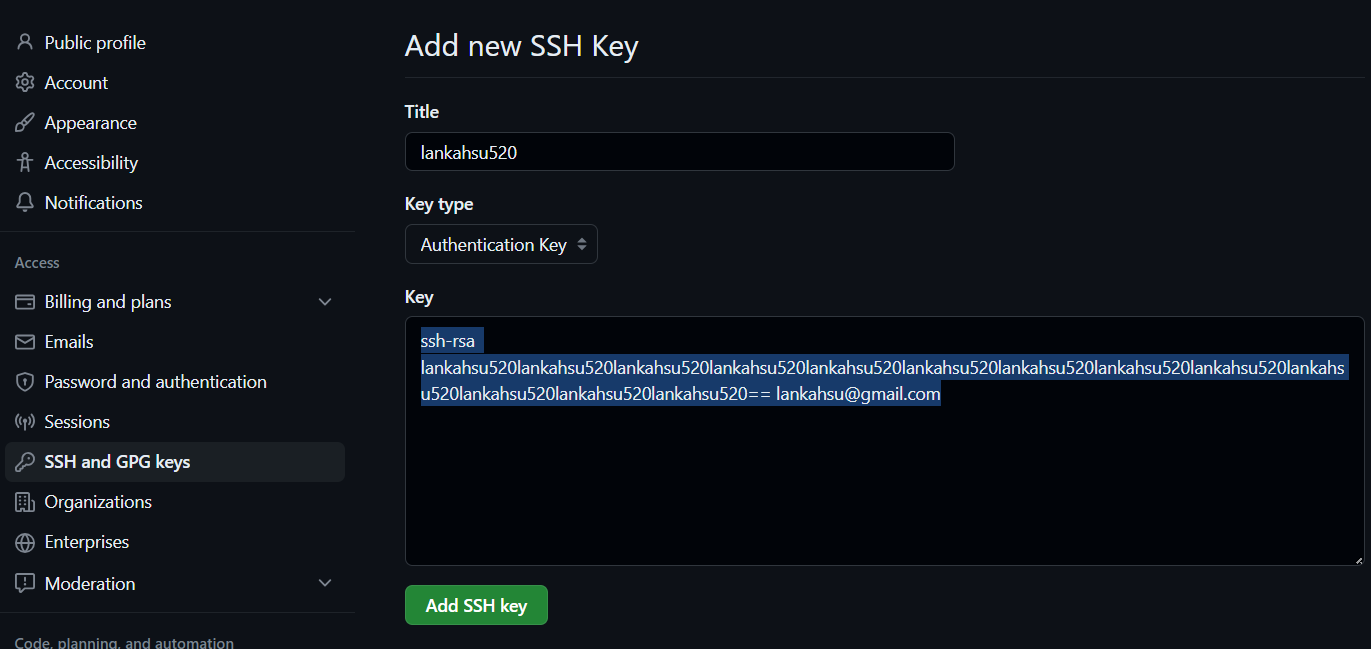 Public profile
Account
Appearance
Accessibility
Notifications
Access
Billing and plans
Emails
Password and authentication
Sessions
SSH and GPG keys
Organizations
Enterprises
Moderation
Code, planning, and automation
Add new SSH Key
Title
lankahsu520
Key type
Authentication Key
Key
ssh-rsa
lankahsu520lankahsu520lankahsu520lankahsu520lankahsu520lankahsu520lankahsu520lankahsu520lankahsu520lankahs
u520lankahsu520lankahsu520lankahsu520== lankahsu@gmail.com
Add SSH key